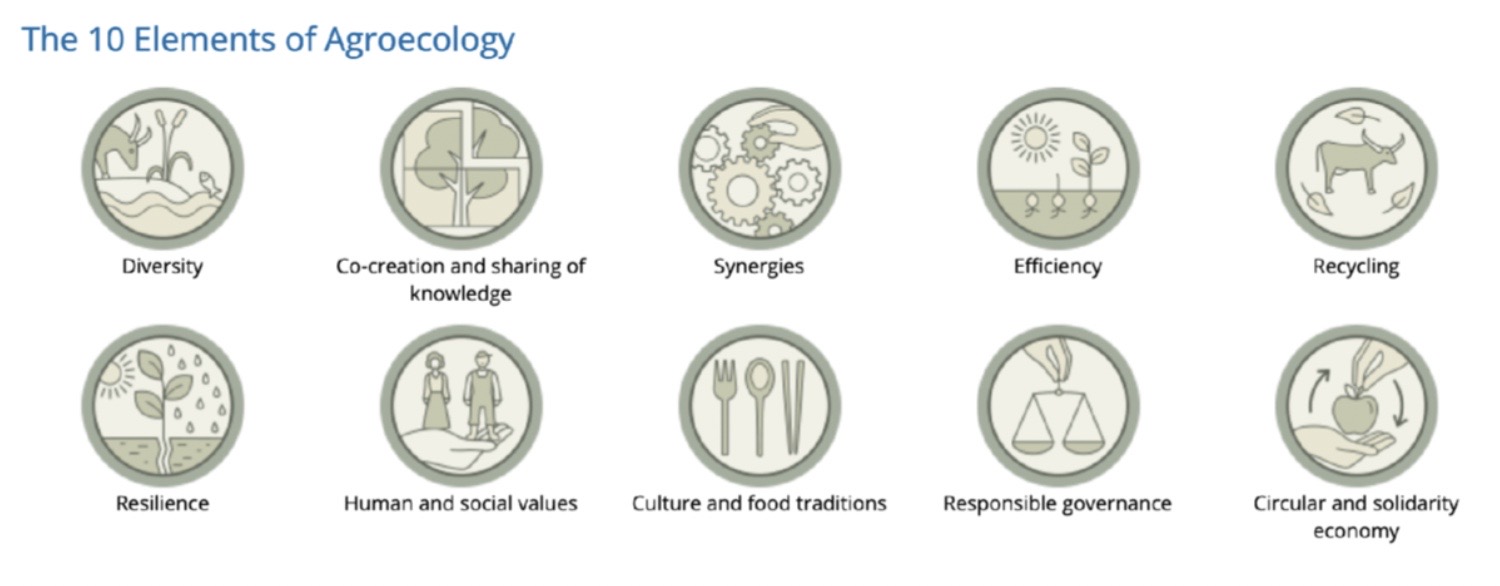 The 10 Elements of Agroecology
Diversity
Co-creation and sharing of
knowledge
Synergies
Efficiency
Recycling
Resilience
Human and social values
Culture and food traditions
Responsible governance
Circular and solidarity
economy